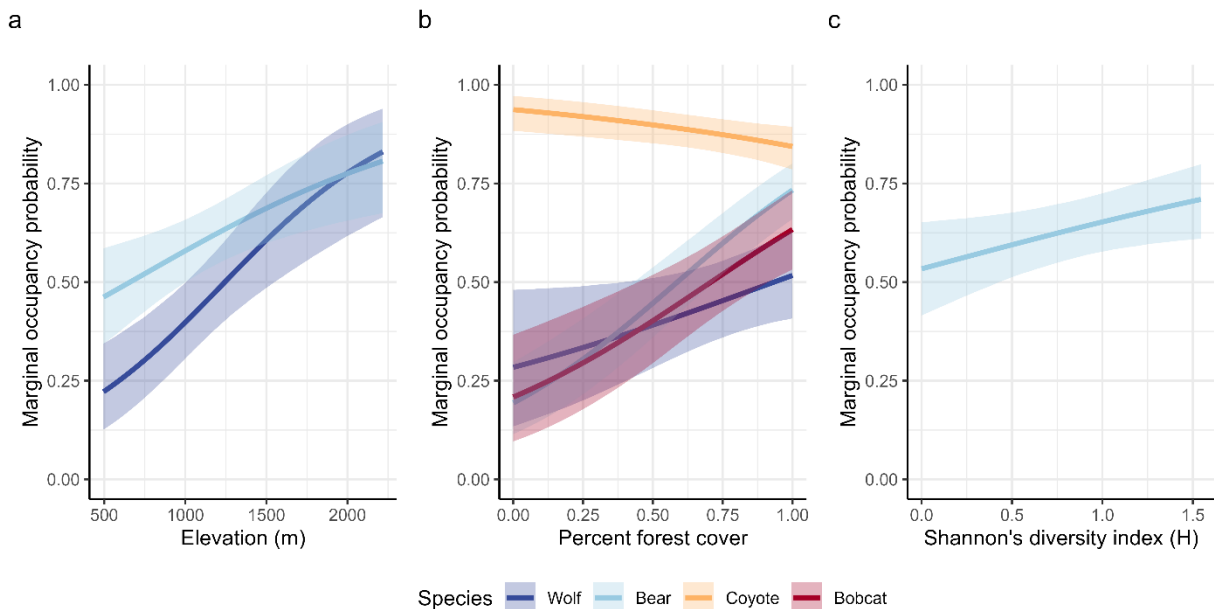 a
Marginal occupancy probability
1.00
0.75
0.50
0.25
0.00
500 1000 1500 2000
Elevation (m)
b
Marginal occupancy probability
1.00
0.75
0.50
0.25
0.00
0.00 0.25 0.50 0.75 1.00
Percent forest cover
c
Marginal occupancy probability
1.00
0.75
0.50
0.25
0.00
0.0 0.5 1.0 1.5
Shannon's diversity index (H)
Species Wolf Bear Coyote Bobcat